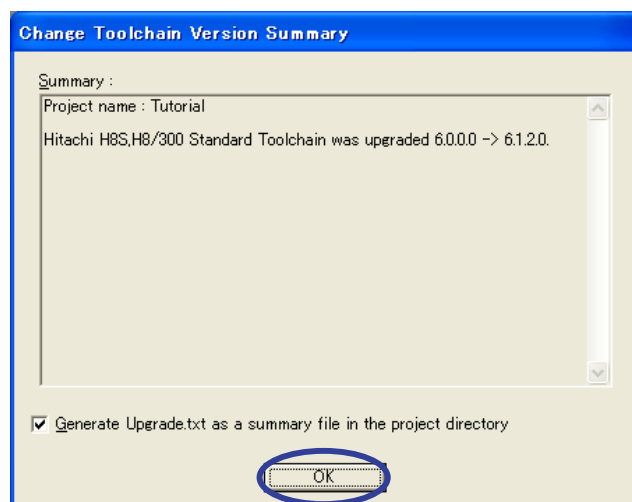 Change Toolchain Version Summary
Summary :
Project name : Tutorial
Hitachi H8S,H8/300 Standard Toolchain was upgraded 6.0.0.0 -> 6.1.2.0.
Generate Upgrade.txt as a summary file in the project directory
OK